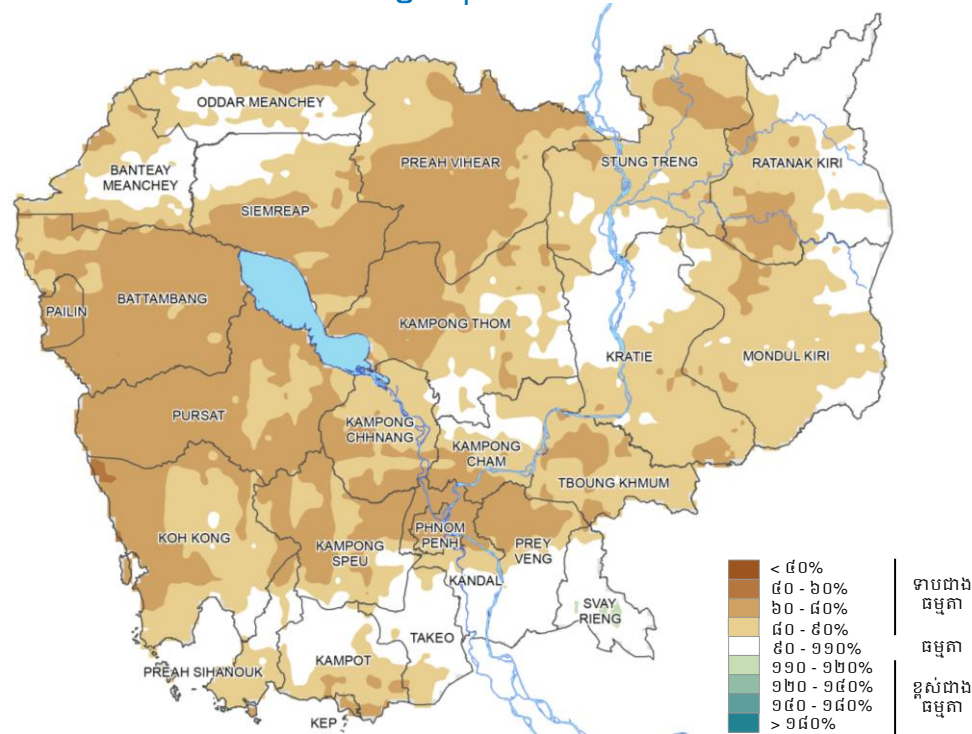 ODDAR MEANCHEY
BANTEAY
MEANCHEY
SIEMREAP
PREAH VIHEAR
STUNG TRENG
RATANAK KIRI
PAILIN
BATTAMBANG
KAMPONG THOM
KRATIE
MONDUL KIRI
PURSAT
KAMPONG
CHHNANG
KAMPONG
CHAM
TBOUNG KHMUM
KOH KONG
KAMPONG
SPEU
PHNOM
PENH
PREY
VENG
KANDAL
SVAY
RIENG
TAKEO
PREAH SIHANOUK
KAMPOT
KEP
< ៤០%
៤០ - ៦០%
៦០ - ៨០%
៨០ - ៩០%
៩០ - ១១០%
១១០ - ១២០%
១២០ - ១៤០%
១៤០ - ១៨០%
> ១៨០%
ទាបជាង
ធម្មតា
ធម្មតា
ខ្ពស់ជាង
ធម្មតា